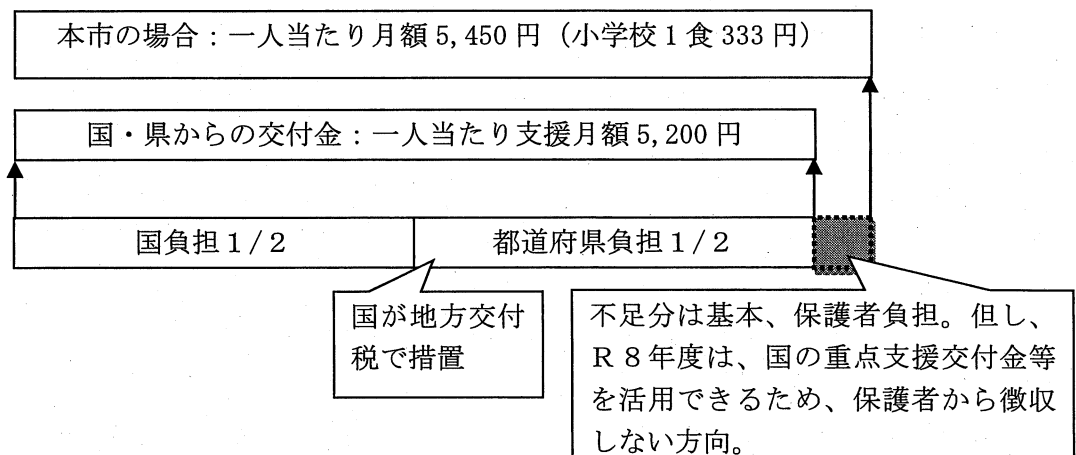 本市の場合：一人当たり月額5,450円（小学校1食333円）
国・県からの交付金：一人当たり支援月額5,200円
国負担１/２
都道府県負担１/２
国が地方交付
税で措置
不足分は基本、保護者負担。但し、
Ｒ８年度は、国の重点支援交付金等
を活用できるため、保護者から徴収
しない方向。